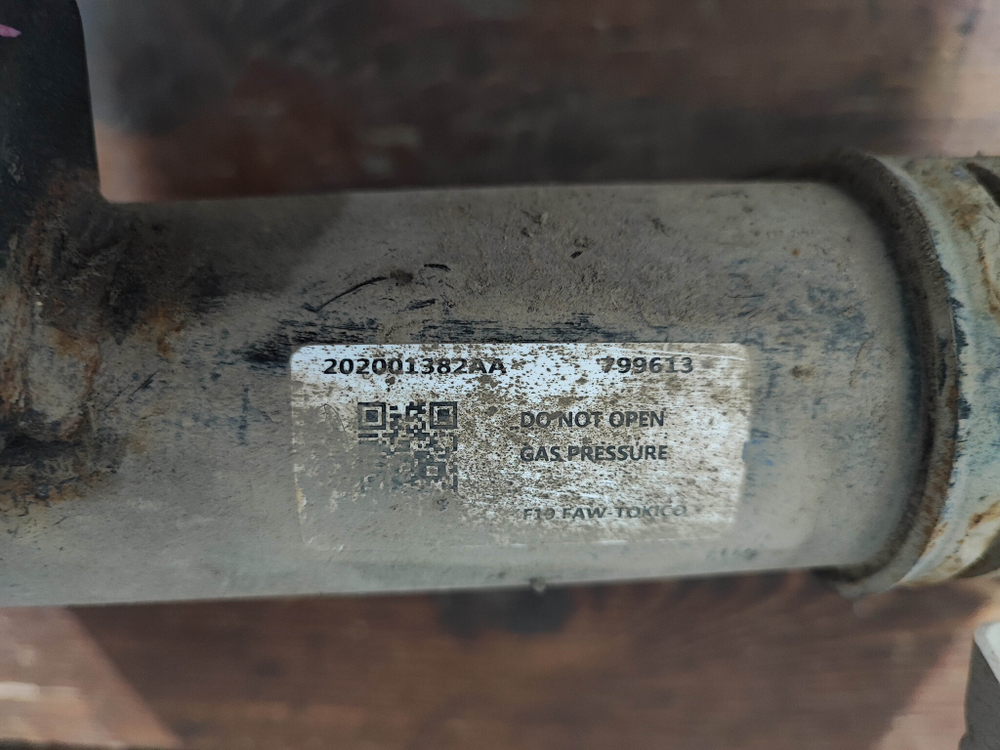 202001382AA 799613
DO NOT OPEN
GAS PRESSURE
F19 FAW-TOKICO